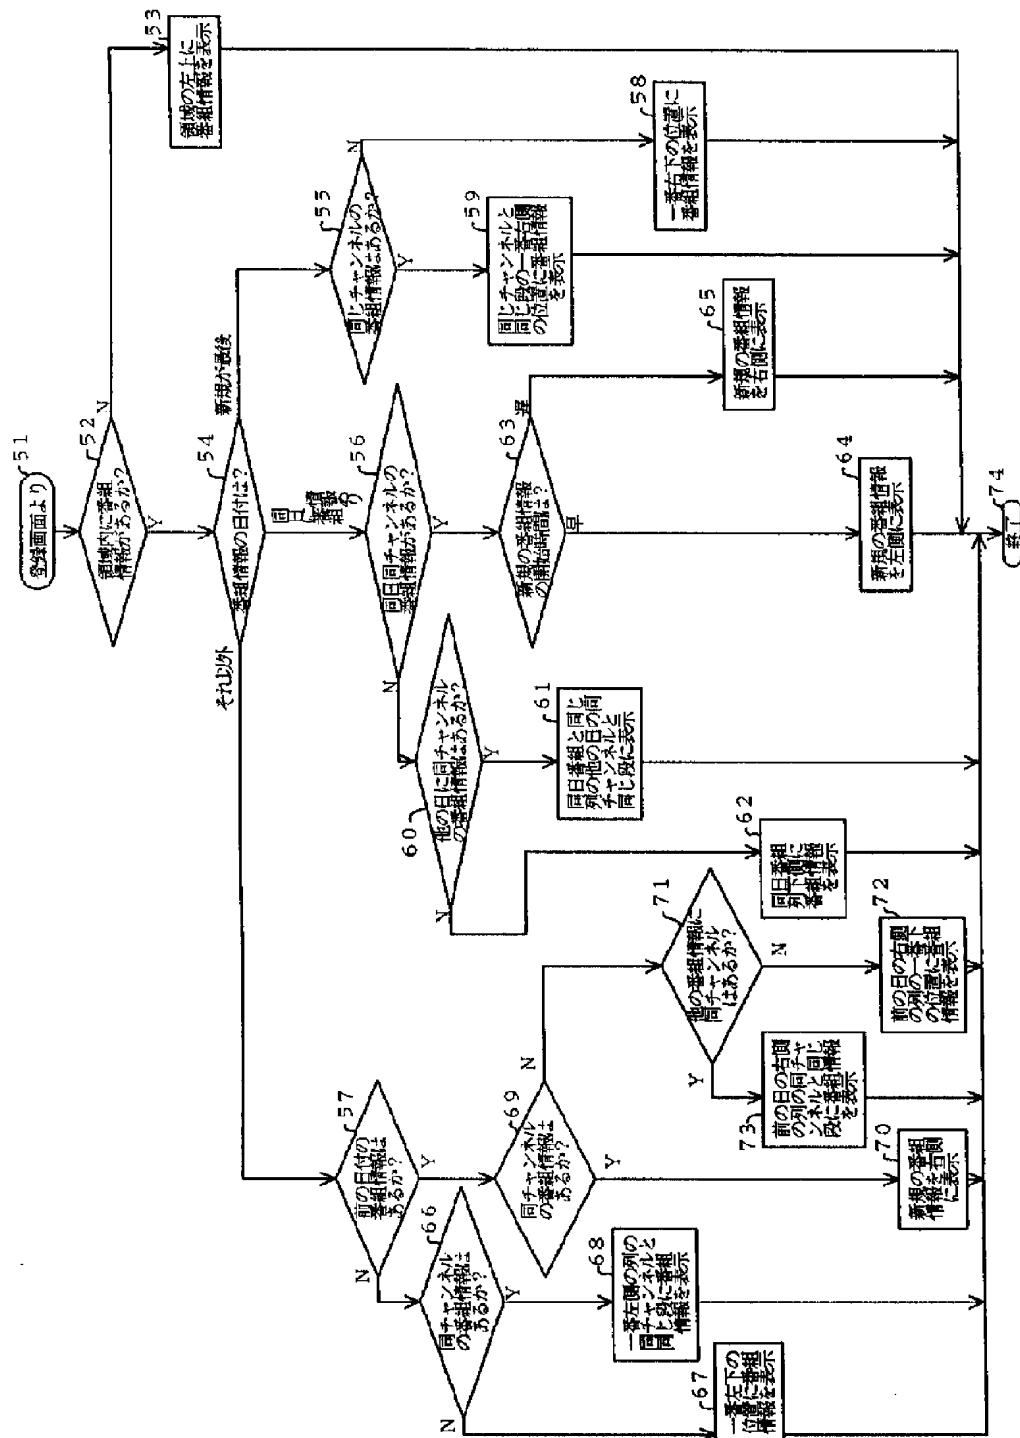 51
登録画面より
52
領域内に番組
情報があるか?
N
Y
53
領域の左上に
番組情報を表示
54
番組情報の日付は?
新規が最後
同じ番組
情報あり
それ以外
55
同じチャンネルの
番組情報はあるか?
N
Y
58
一番右下の位置に
番組情報を表示
59
同じチャンネルと
同じ段の一番右側
の位置に番組情報
を表示
56
同日同チャンネルの
番組情報があるか?
N
Y
63
新規の番組情報
の開始時間は?
遅
早
65
新規の番組情報
を右側に表示
64
新規の番組情報
を左側に表示
60
他の日に同チャンネル
の番組情報はあるか?
N
Y
61
同日番組と同じ
列の他の日の同
チャンネルと
同じ段に表示
62
同日番組
列下側に
番組情報
を表示
57
前の日付の
番組情報は
あるか?
N
Y
69
同チャンネル
の番組情報は
あるか?
N
Y
71
他の番組情報に
同チャンネル
はあるか?
N
Y
72
前の日の右側
の列の一番下
の位置に番組
情報を表示
73
前の日の右側
の列の同チャ
ンネルと同じ
段に番組情報
を表示
70
新規の番組
情報を右側
に表示
66
同チャンネル
の番組情報は
あるか?
N
Y
68
一番左側の列の
同チャンネルと
同じ段に番組
情報を表示
67
一番左下の
位置に番組
情報を表示
74
終了